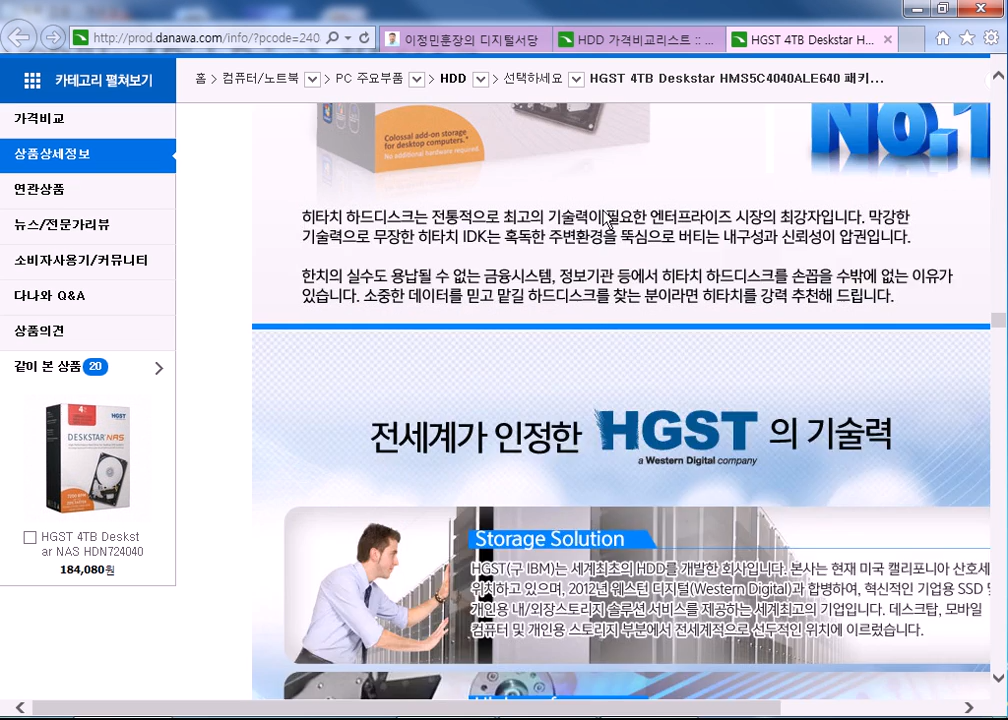 http://prod.danawa.com/info/?pcode=240
이정민훈장의 디지털서당
HDD 가격비교리스트 :: ...
HGST 4TB Deskstar H...
카테고리 펼쳐보기
홈 > 컴퓨터/노트북 > PC 주요부품 > HDD > 선택하세요 HGST 4TB Deskstar HMS5C4040ALE640 패키...
가격비교
상품상세정보
연관상품
뉴스/전문가리뷰
소비자사용기/커뮤니티
다나와 Q&A
상품의견
같이 본 상품 20
HGST
DESKSTAR NAS
HGST 4TB Deskst
ar NAS HDN724040
184,080원
Colossal add-on storage
for desktop computers.*
No additional hardware required.
NO.1
히타치 하드디스크는 전통적으로 최고의 기술력이 필요한 엔터프라이즈 시장의 최강자입니다. 막강한
기술력으로 무장한 히타치 IDK는 혹독한 주변환경을 뚝심으로 버티는 내구성과 신뢰성이 압권입니다.
한치의 실수도 용납될 수 없는 금융시스템, 정보기관 등에서 히타치 하드디스크를 손꼽을 수밖에 없는 이유가
있습니다. 소중한 데이터를 믿고 맡길 하드디스크를 찾는 분이라면 히타치를 강력 추천해 드립니다.
전세계가 인정한 HGST 의 기술력
a Western Digital company
Storage Solution
HGST(구 IBM)는 세계최초의 HDD를 개발한 회사입니다. 본사는 현재 미국 캘리포니아 산호세
위치하고 있으며, 2012년 웨스턴 디지털(Western Digital)과 합병하여, 혁신적인 기업용 SSD
개인용 내/외장스토리지 솔루션 서비스를 제공하는 세계최고의 기업입니다. 데스크탑, 모바일
컴퓨터 및 개인용 스토리지 부분에서 전세계적으로 선두적인 위치에 이르렀습니다.